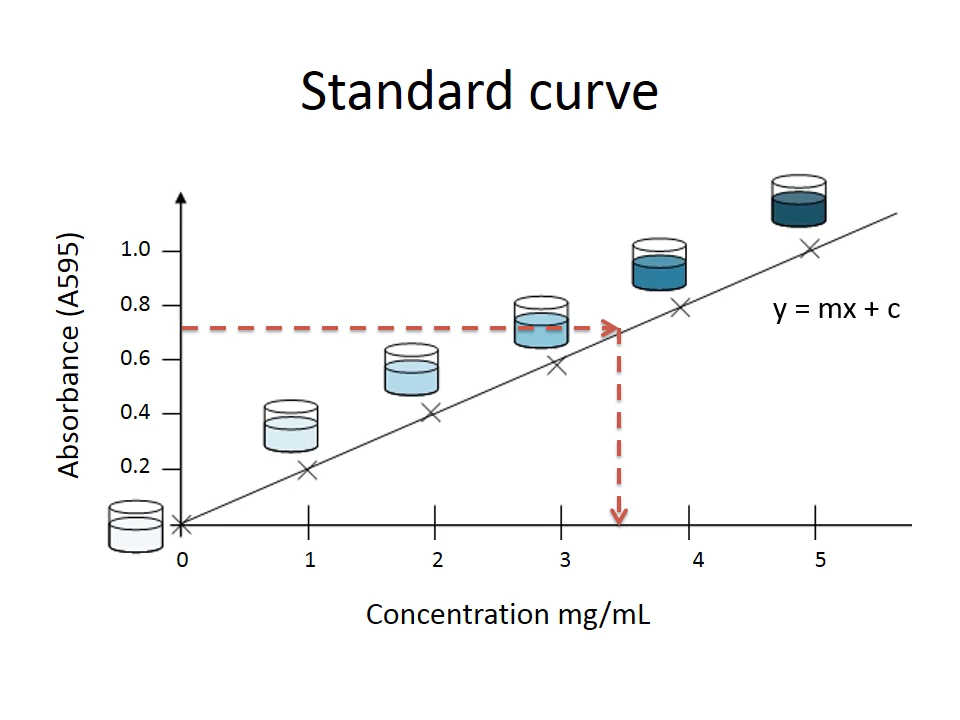 Standard curve
Absorbance (A595)
1.0
0.8
0.6
0.4
0.2
y = mx + c
0 1 2 3 4 5
Concentration mg/mL